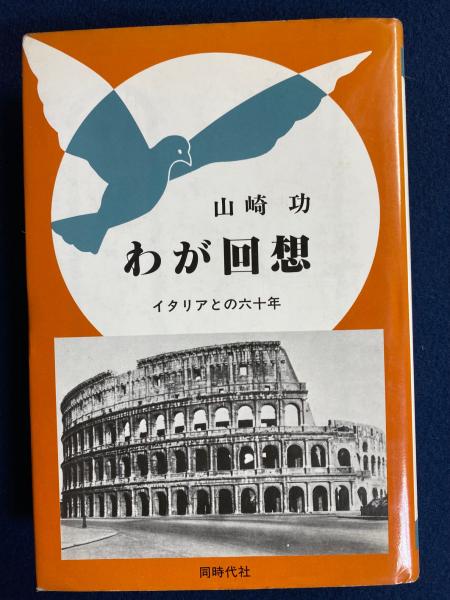 山崎 功
わが回想
イタリアとの六十年
同時代社